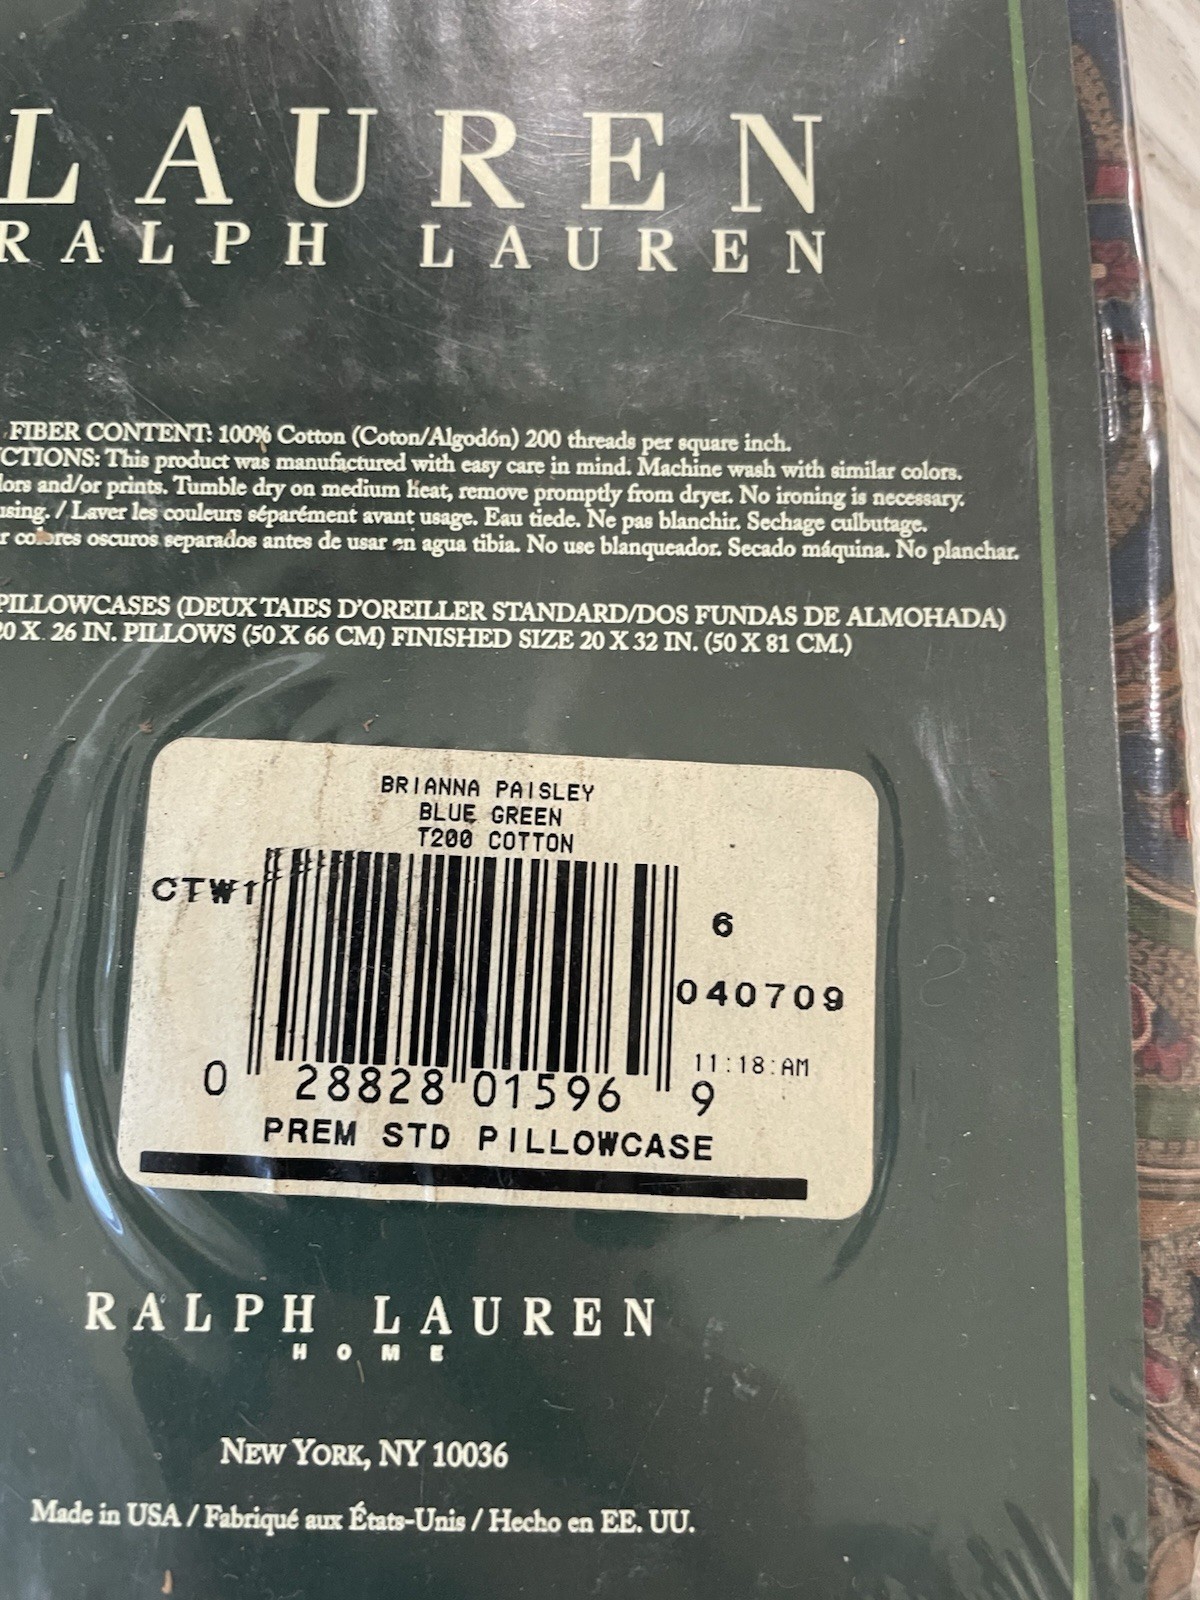 LAUREN
RALPH LAUREN
FIBER CONTENT: 100% Cotton (Coton/Algodón) 200 threads per square inch.
CTIONS: This product was manufactured with easy care in mind. Machine wash with similar colors.
lors and/or prints. Tumble dry on medium heat, remove promptly from dryer. No ironing is necessary.
using. / Laver les couleurs séparément avant usage. Eau tiede. Ne pas blanchir. Sechage culbutage.
r colores oscuros separados antes de usar en agua tibia. No use blanqueador. Secado máquina. No planchar.
PILLOWCASES (DEUX TAIES D'OREILLER STANDARD/DOS FUNDAS DE ALMOHADA)
20 X 26 IN. PILLOWS (50 X 66 CM) FINISHED SIZE 20 X 32 IN. (50 X 81 CM.)
BRIANNA PAISLEY
BLUE GREEN
T200 COTTON
CTW1
6
040709
11:18:AM
0 28828 01596 9
PREM STD PILLOWCASE
RALPH LAUREN
HOME
NEW YORK, NY 10036
Made in USA / Fabriqué aux États-Unis / Hecho en EE. UU.